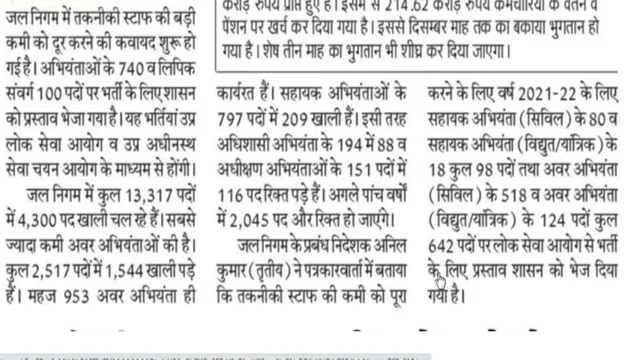 जल निगम में तकनीकी स्टाफ की बड़ी
कमी को दूर करने की कवायद शुरू हो
गई है। अभियंताओं के 740 व लिपिक
संवर्ग 100 पदों पर भर्ती के लिए शासन
को प्रस्ताव भेजा गया है। यह भर्तियां उप्र
लोक सेवा आयोग व उप्र अधीनस्थ
सेवा चयन आयोग के माध्यम से होंगी।
जल निगम में कुल 13,317 पदों
में 4,300 पद खाली चल रहे हैं। सबसे
ज्यादा कमी अवर अभियंताओं की है।
कुल 2,517 पदों में 1,544 खाली पड़े
हैं। महज 953 अवर अभियंता ही
करोड़ रुपये प्राप्त हुए हैं। इसमें से 214.62 करोड़ रुपये कर्मचारियों के वेतन व
पेंशन पर खर्च कर दिया गया है। इससे दिसम्बर माह तक का बकाया भुगतान हो
गया है। शेष तीन माह का भुगतान भी शीघ्र कर दिया जाएगा।
कार्यरत हैं। सहायक अभियंताओं के
797 पदों में 209 खाली हैं। इसी तरह
अधिशासी अभियंता के 194 में 88 व
अधीक्षण अभियंताओं के 151 पदों में
116 पद रिक्त पड़े हैं। अगले पांच वर्षों
में 2,045 पद और रिक्त हो जाएंगे।
जल निगम के प्रबंध निदेशक अनिल
कुमार (तृतीय) ने पत्रकारवार्ता में बताया
कि तकनीकी स्टाफ की कमी को पूरा
करने के लिए वर्ष 2021-22 के लिए
सहायक अभियंता (सिविल) के 80 व
सहायक अभियंता (विद्युत/यांत्रिक) के
18 कुल 98 पदों तथा अवर अभियंता
(सिविल) के 518 व अवर अभियंता
(विद्युत/यांत्रिक) के 124 पदों कुल
642 पदों पर लोक सेवा आयोग से भर्ती
के लिए प्रस्ताव शासन को भेज दिया
गया है।